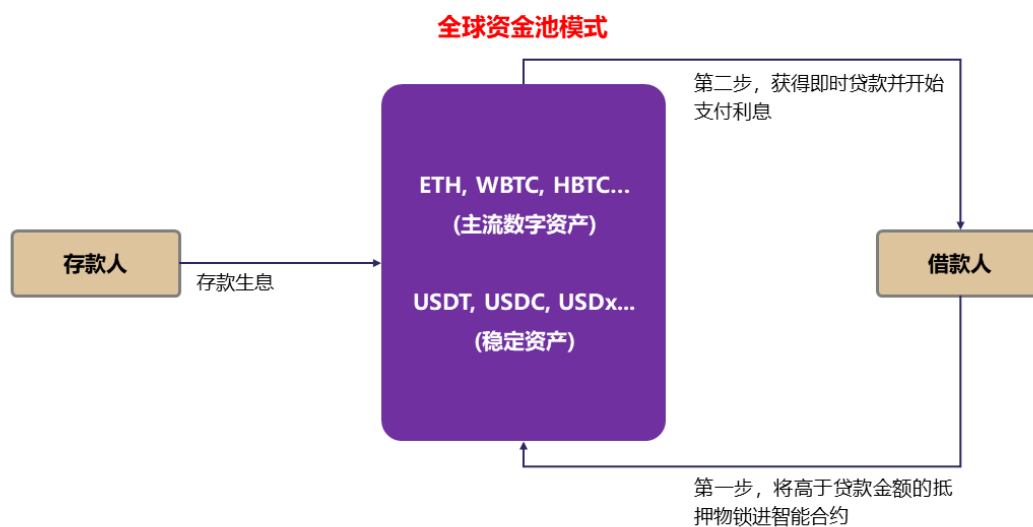 全球资金池模式
第二步，获得即时贷款并开始
支付利息
ETH, WBTC, HBTC...
(主流数字资产)
存款人
存款生息
借款人
USDT, USDC, USDx...
(稳定资产)
第一步，将高于贷款金额的抵
押物锁进智能合约